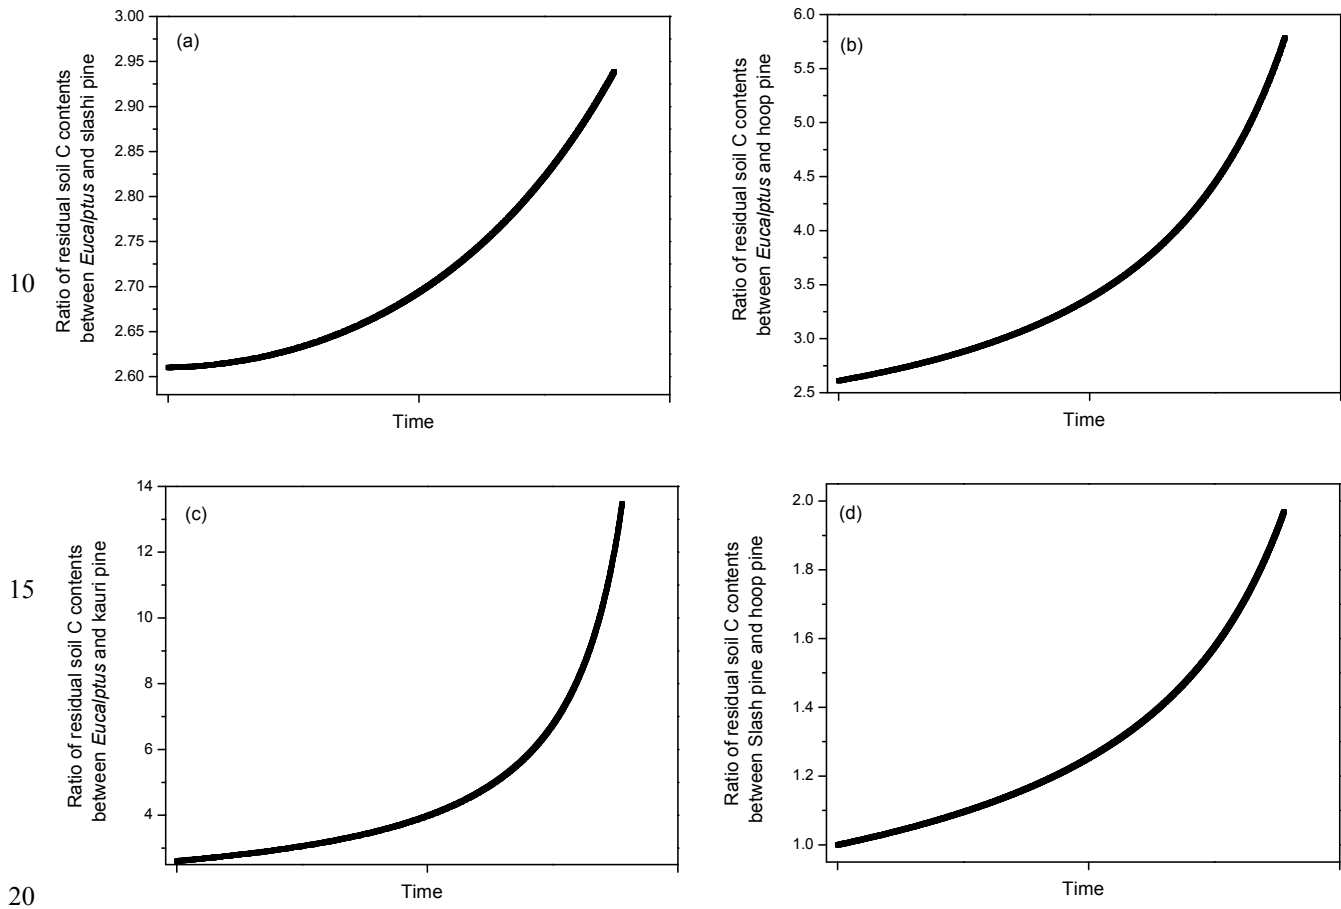 (a)
Ratio of residual soil C contents
between Eucalptus and slashi pine
3.00
2.95
2.90
2.85
2.80
2.75
2.70
2.65
2.60
Time
(b)
Ratio of residual soil C contents
between Eucalptus and hoop pine
6.0
5.5
5.0
4.5
4.0
3.5
3.0
2.5
Time
10
(c)
Ratio of residual soil C contents
between Eucalptus and kauri pine
14
12
10
8
6
4
Time
(d)
Ratio of residual soil C contents
between Slash pine and hoop pine
2.0
1.8
1.6
1.4
1.2
1.0
Time
15
20